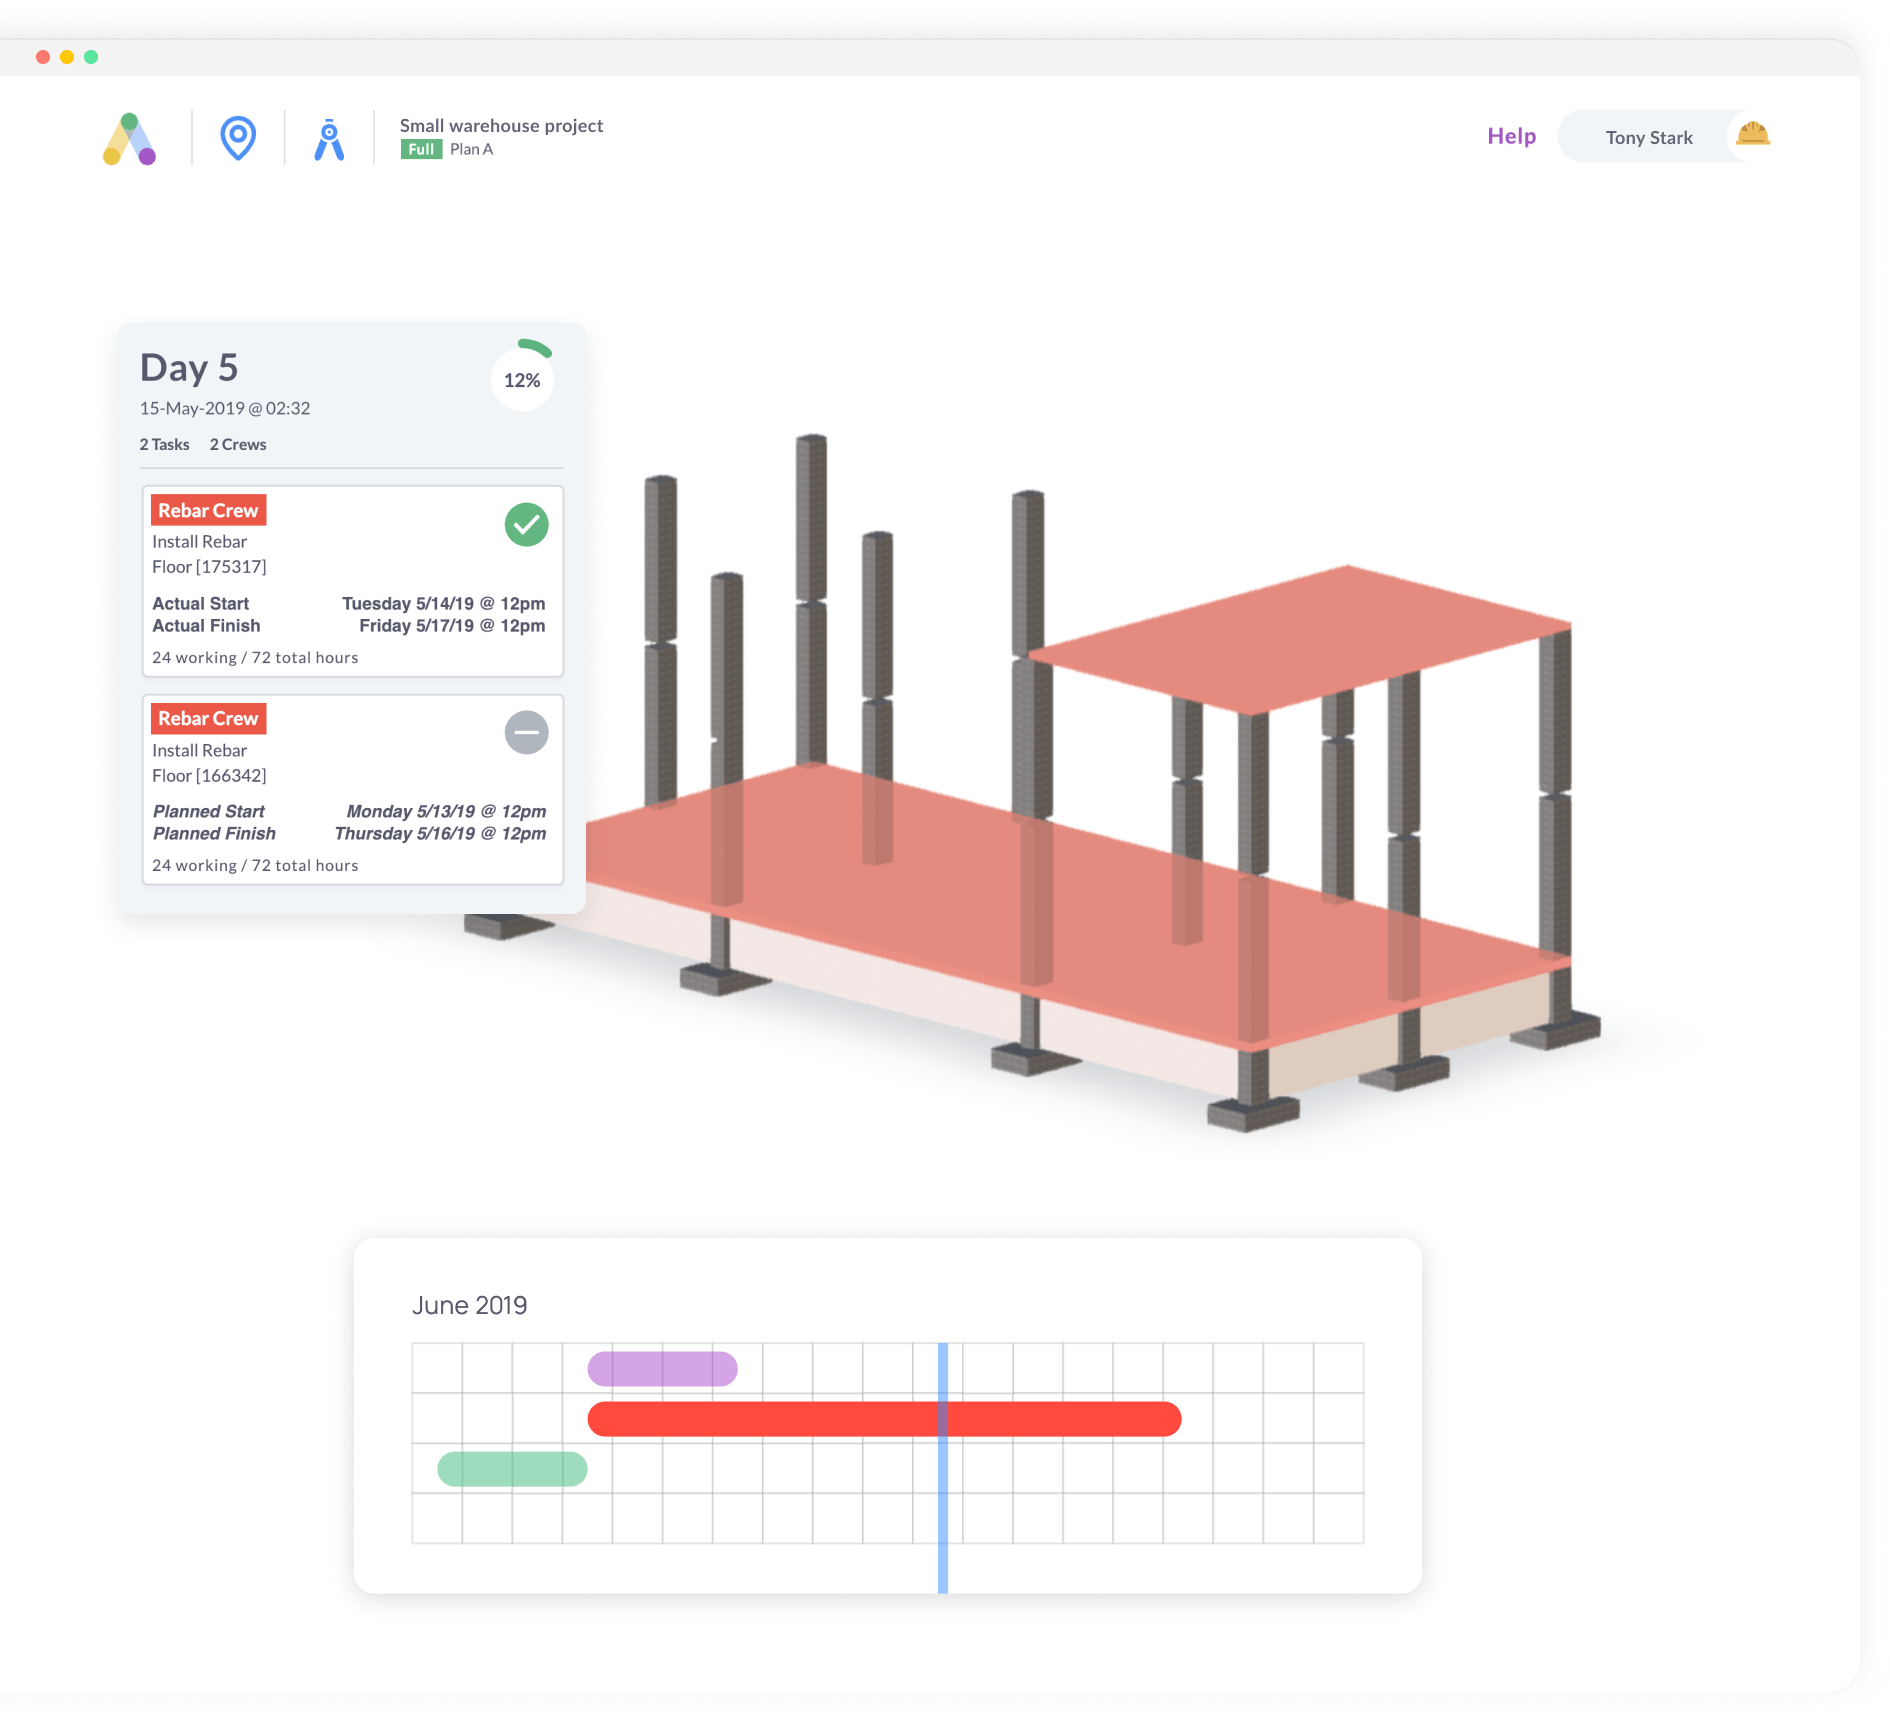 Small warehouse project
Full Plan A
Help
Tony Stark
Day 5
12%
15-May-2019 @ 02:32
2 Tasks 2 Crews
Rebar Crew
Install Rebar
Floor [175317]
Actual Start Tuesday 5/14/19 @ 12pm
Actual Finish Friday 5/17/19 @ 12pm
24 working / 72 total hours
Rebar Crew
Install Rebar
Floor [166342]
Planned Start Monday 5/13/19 @ 12pm
Planned Finish Thursday 5/16/19 @ 12pm
24 working / 72 total hours
June 2019